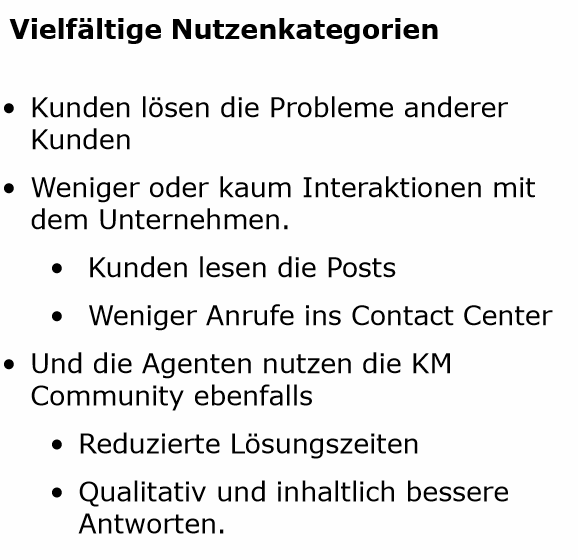 Vielfältige Nutzenkategorien
• Kunden lösen die Probleme anderer
Kunden
• Weniger oder kaum Interaktionen mit
dem Unternehmen.
• Kunden lesen die Posts
• Weniger Anrufe ins Contact Center
• Und die Agenten nutzen die KM
Community ebenfalls
• Reduzierte Lösungszeiten
• Qualitativ und inhaltlich bessere
Antworten.